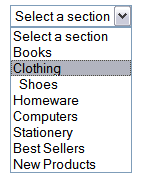 Select a section
Select a section
Books
Clothing
Shoes
Homeware
Computers
Stationery
Best Sellers
New Products